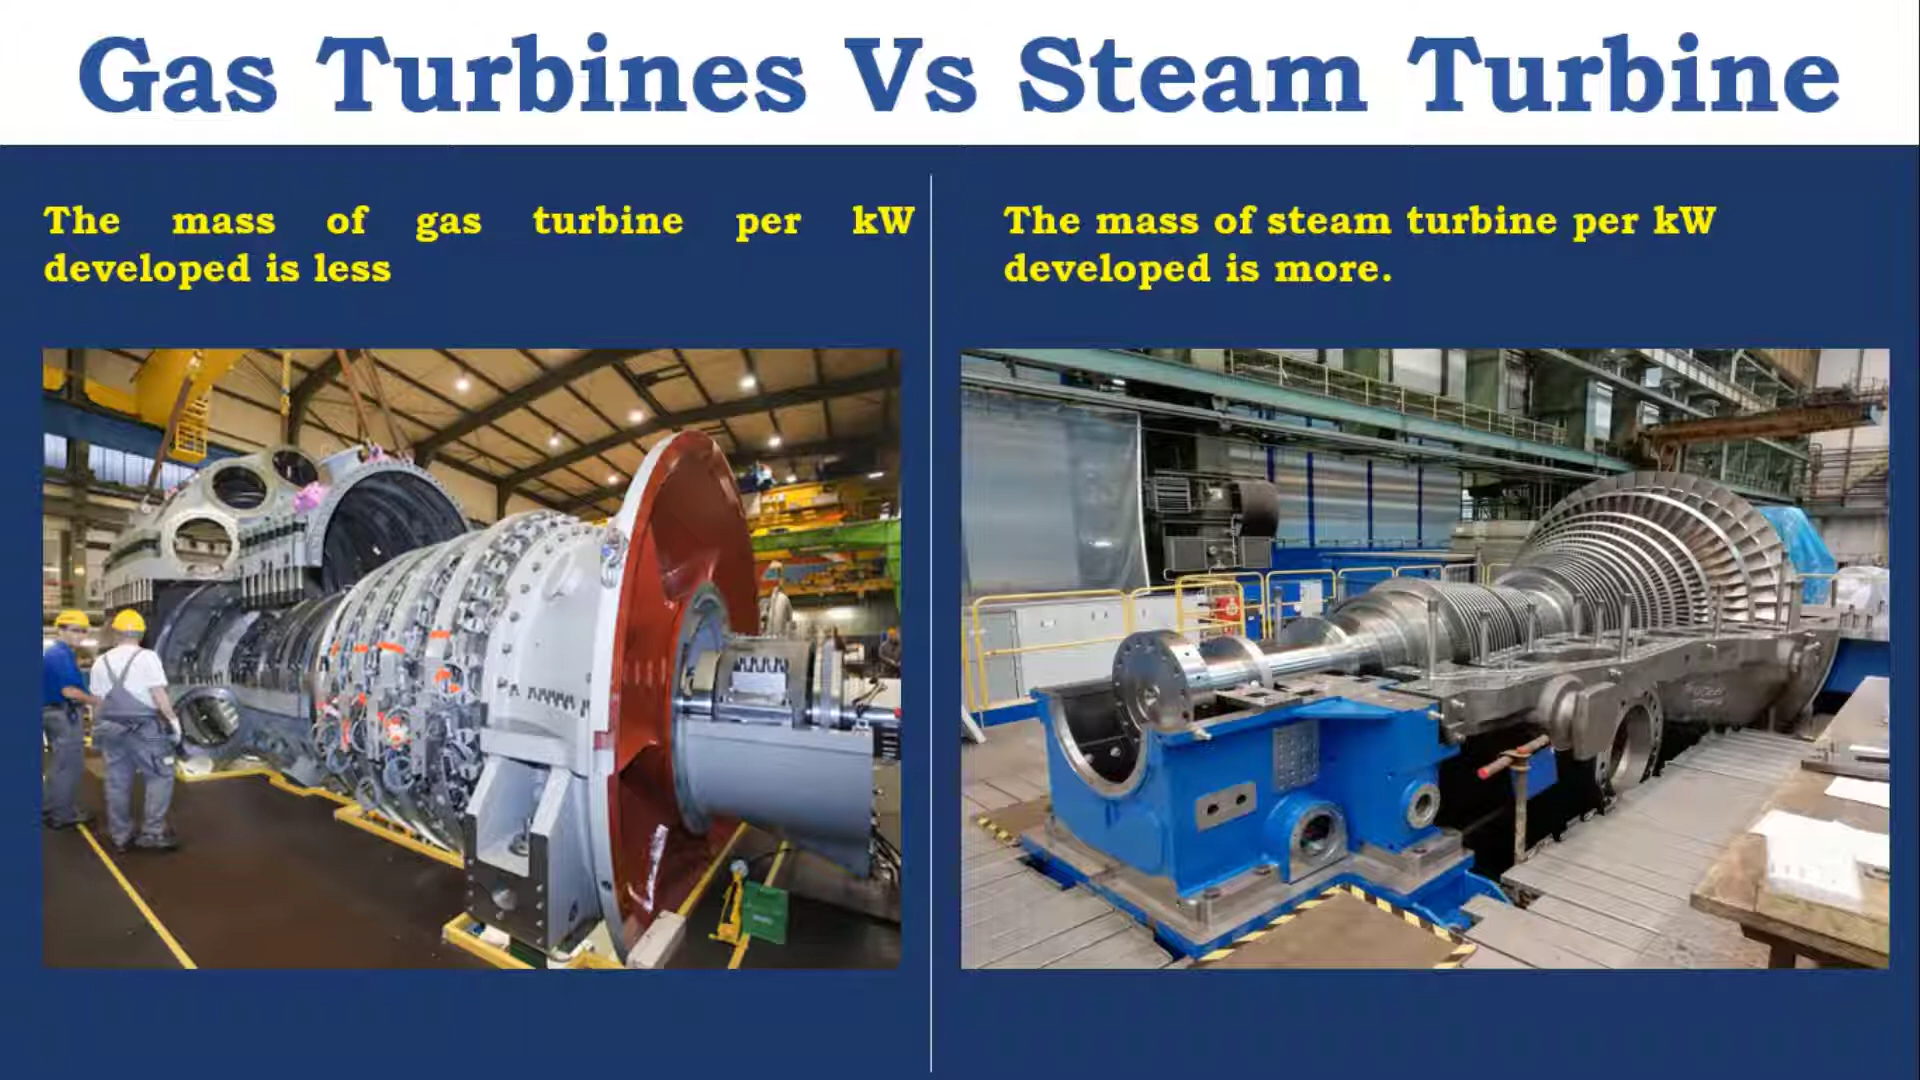 Gas Turbines Vs Steam Turbine
The mass of gas turbine per kW
developed is less
The mass of steam turbine per kW
developed is more.